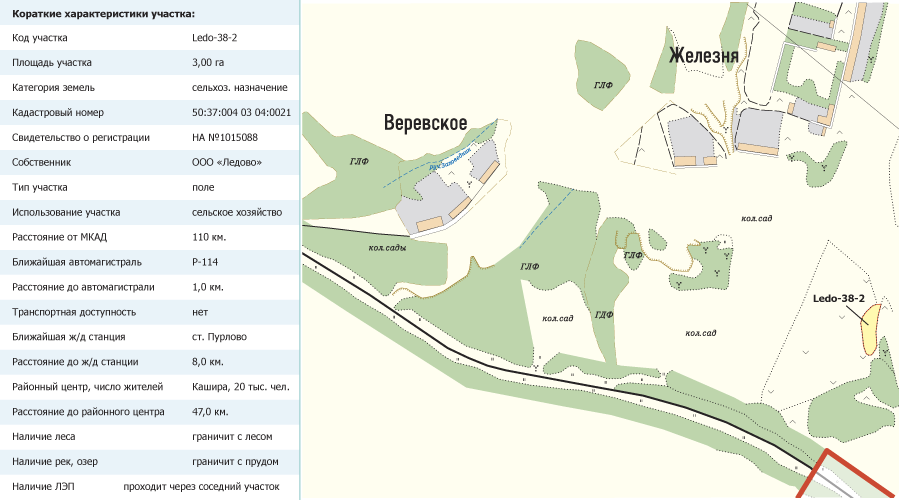 Короткие характеристики участка:
Код участка Ledo-38-2
Площадь участка 3,00 га
Категория земель сельхоз. назначение
Кадастровый номер 50:37:004 03 04:0021
Свидетельство о регистрации НА №1015088
Собственник ООО «Ледово»
Тип участка поле
Использование участка сельское хозяйство
Расстояние от МКАД 110 км.
Ближайшая автомагистраль Р-114
Расстояние до автомагистрали 1,0 км.
Транспортная доступность нет
Ближайшая ж/д станция ст. Пурлово
Расстояние до ж/д станции 8,0 км.
Районный центр, число жителей Кашира, 20 тыс. чел.
Расстояние до районного центра 47,0 км.
Наличие леса граничит с лесом
Наличие рек, озер граничит с прудом
Наличие ЛЭП проходит через соседний участок
Железня
ГЛФ
Веревское
ГЛФ
кол.сад
кол.сады
кол.сад
ГЛФ
ГЛФ
Ledo-38-2
кол.сад
ГДФ
кол.сад